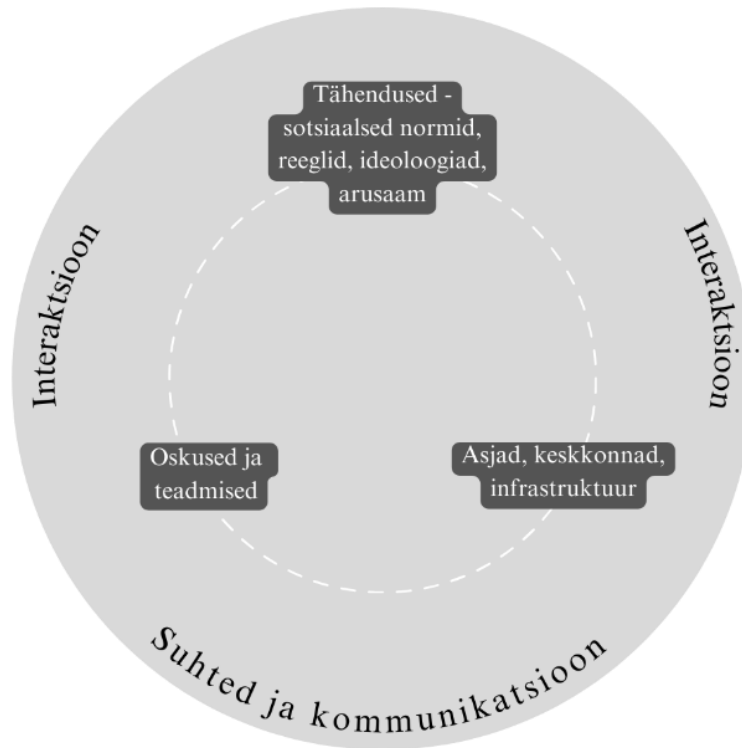 Tähendused -
sotsiaalsed normid,
reeglid, ideoloogiad,
arusaam
Interaktsioon
Interaktsioon
Oskused ja
teadmised
Asjad, keskkonnad,
infrastruktuur
Suhted ja kommunikatsioon